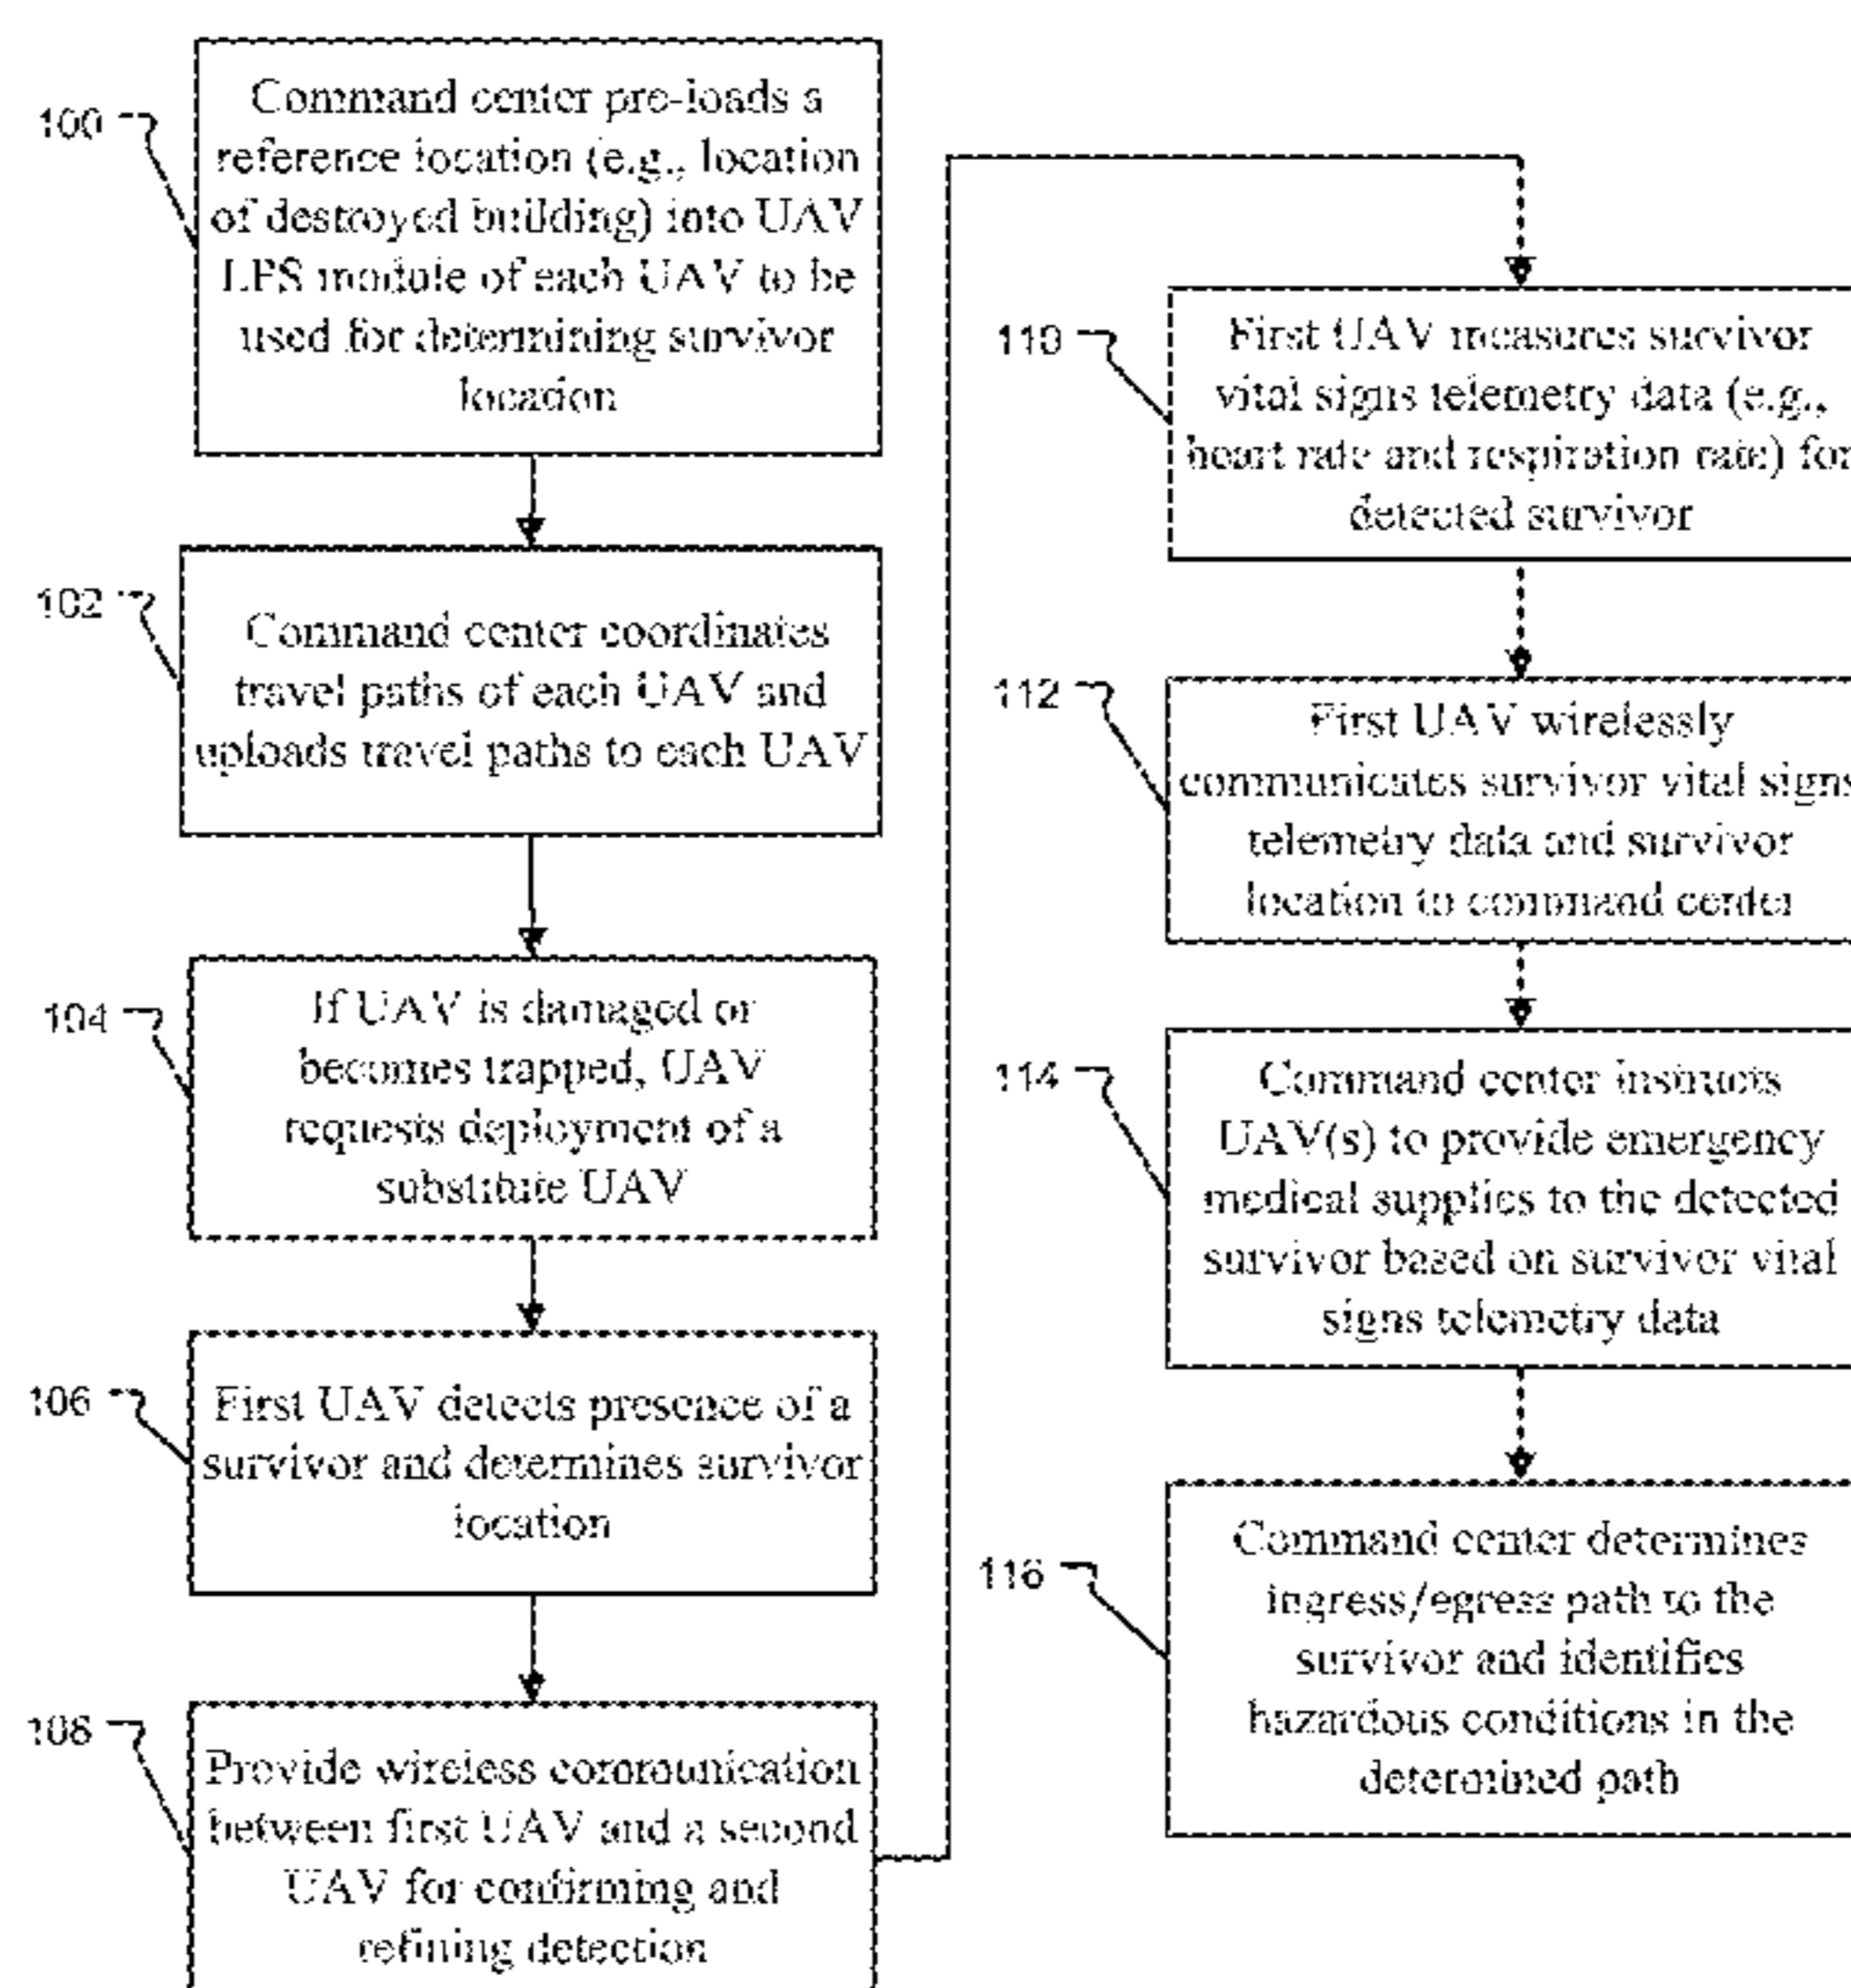 100
Command center pre-loads a
reference location (e.g., location
of destroyed building) into UAV
LPS module of each UAV to be
used for determining survivor
location
102
Command center coordinates
travel paths of each UAV and
uploads travel paths to each UAV
104
If UAV is damaged or
becomes trapped, UAV
requests deployment of a
substitute UAV
106
First UAV detects presence of a
survivor and determines survivor
location
108
Provide wireless communication
between first UAV and a second
UAV for confirming and
refining detection
110
First UAV measures survivor
vital signs telemetry data (e.g.,
heart rate and respiration rate) for
detected survivor
112
First UAV wirelessly
communicates survivor vital signs
telemetry data and survivor
location to command center
114
Command center instructs
UAV(s) to provide emergency
medical supplies to the detected
survivor based on survivor vital
signs telemetry data
116
Command center determines
ingress/egress path to the
survivor and identifies
hazardous conditions in the
determined path